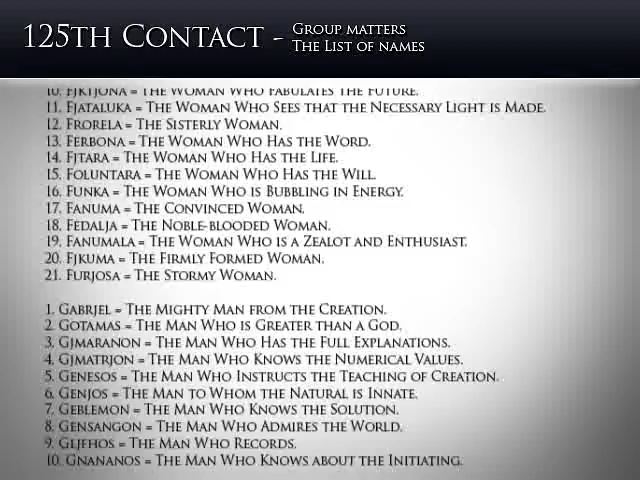 125th Contact - Group matters
The List of names
10. Fjktjona = The Woman Who Fabulates the Future.
11. Fjataluka = The Woman Who Sees that the Necessary Light is Made.
12. Frorela = The Sisterly Woman.
13. Ferbona = The Woman Who Has the Word.
14. Fjtara = The Woman Who Has the Life.
15. Foluntara = The Woman Who Has the Will.
16. Funka = The Woman Who is Bubbling in Energy.
17. Fanuma = The Convinced Woman.
18. Fedalja = The Noble-blooded Woman.
19. Fanumala = The Woman Who is a Zealot and Enthusiast.
20. Fjkuma = The Firmly Formed Woman.
21. Furjosa = The Stormy Woman.
1. Gabrjel = The Mighty Man from the Creation.
2. Gotamas = The Man Who is Greater than a God.
3. Gjmaranon = The Man Who Has the Full Explanations.
4. Gjmatrjon = The Man Who Knows the Numerical Values.
5. Genesos = The Man Who Instructs the Teaching of Creation.
6. Genjos = The Man to Whom the Natural is Innate.
7. Geblemon = The Man Who Knows the Solution.
8. Gensangon = The Man Who Admires the World.
9. Gljfhos = The Man Who Records.
10. Gnananos = The Man Who Knows about the Initiating.